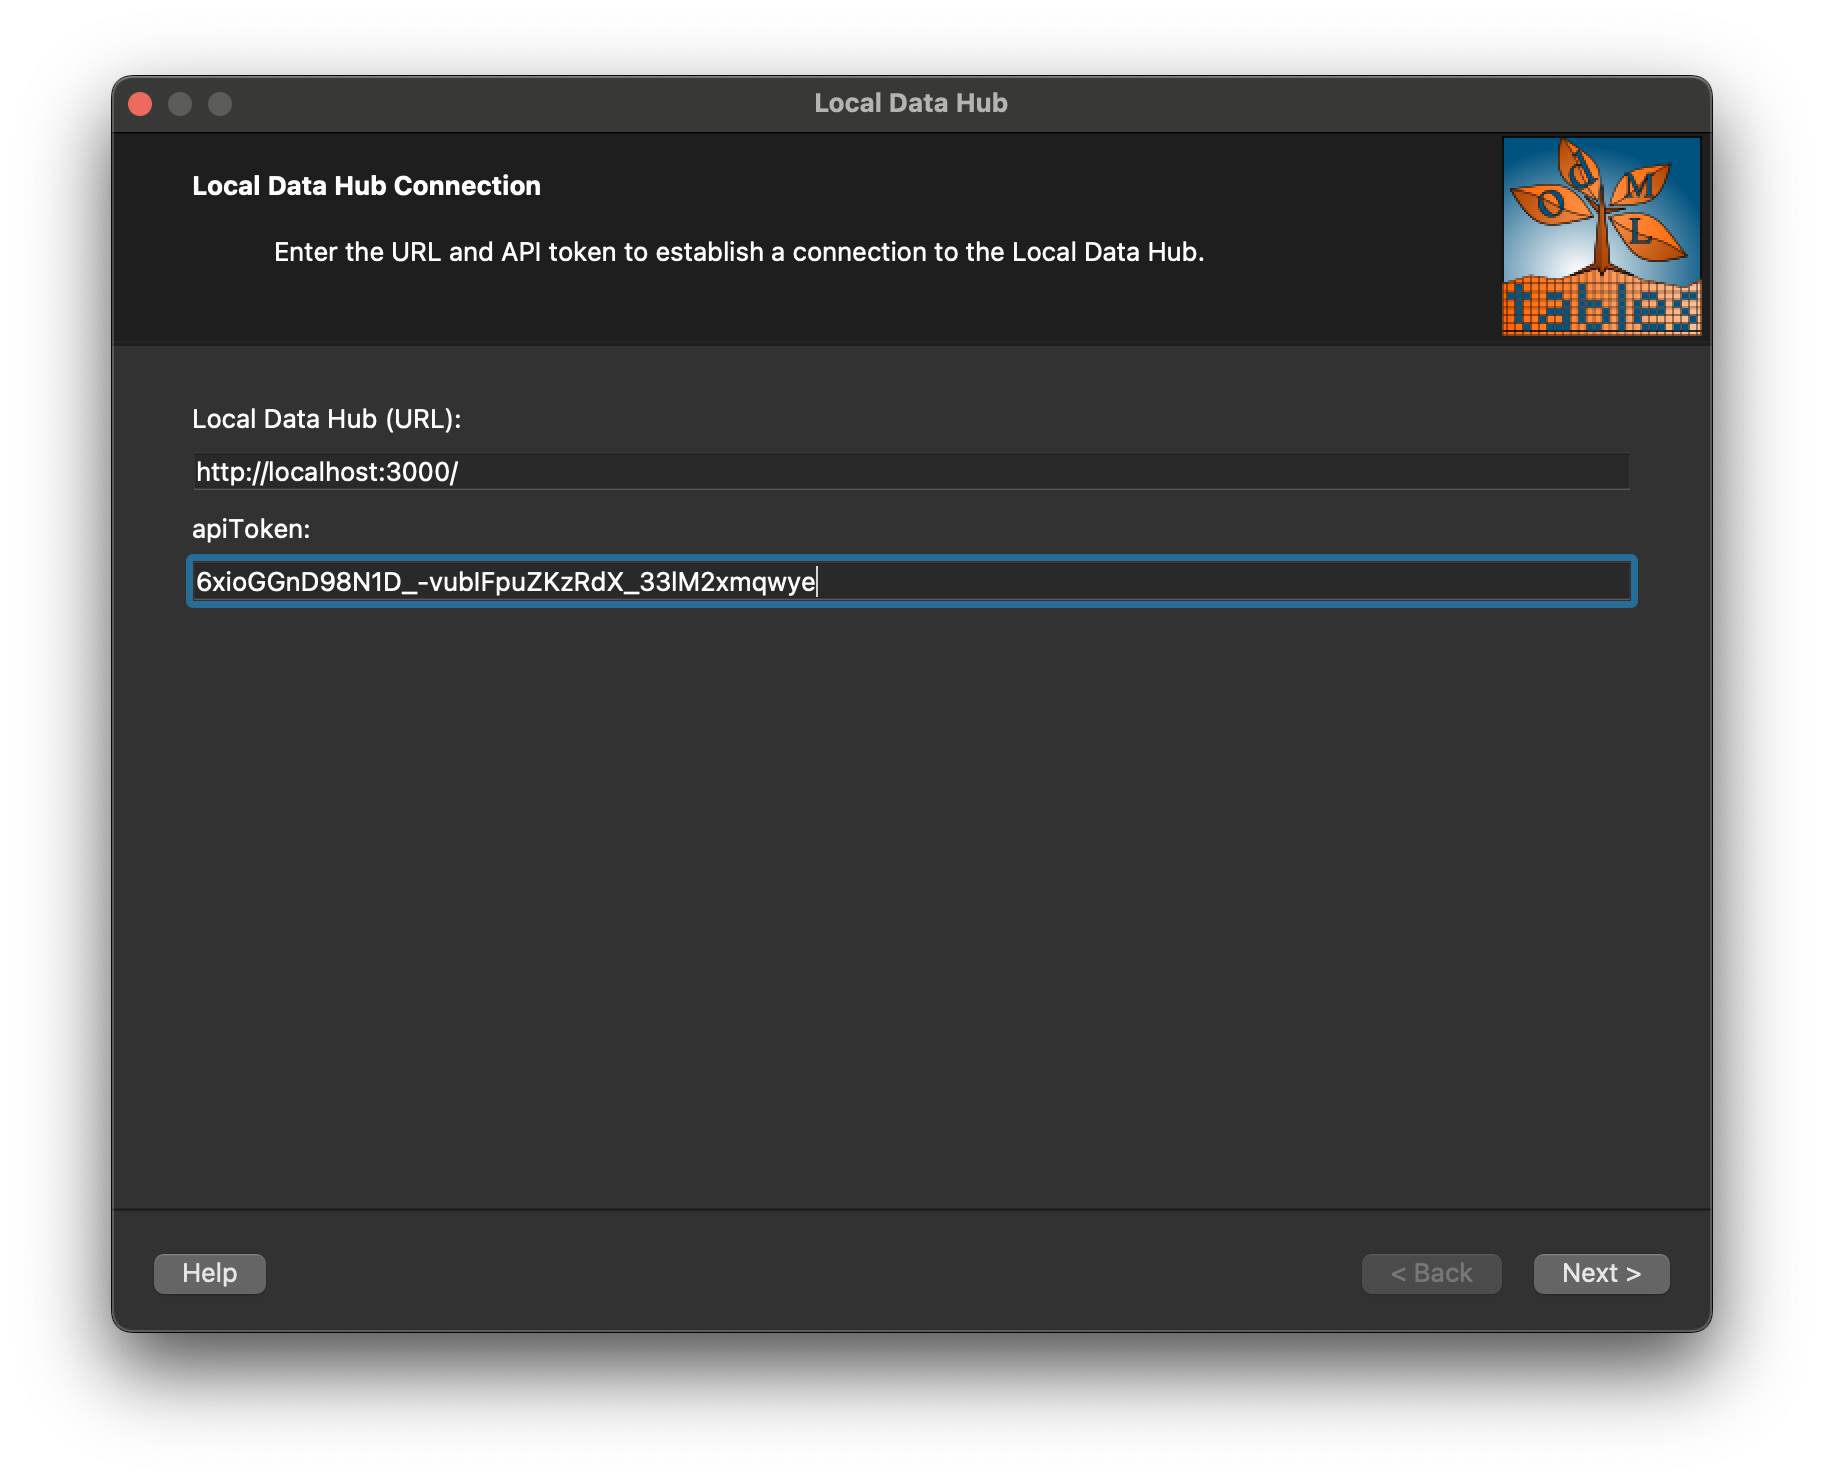 Local Data Hub
Local Data Hub Connection
Enter the URL and API token to establish a connection to the Local Data Hub.
O d M L
tables
Local Data Hub (URL):
http://localhost:3000/
apiToken:
6xioGGnD98N1D_-vubIFpuZKzRdX_33lM2xmqwye
Help
< Back
Next >